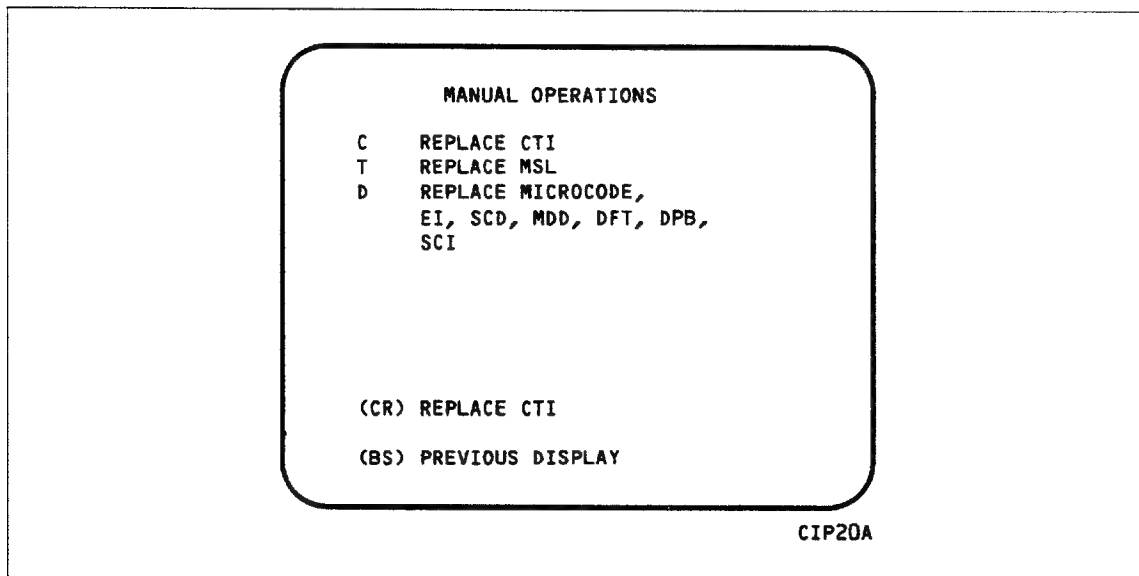 MANUAL OPERATIONS
C REPLACE CTI
T REPLACE MSL
D REPLACE MICROCODE,
EI, SCD, MDD, DFT, DPB,
SCI
(CR) REPLACE CTI
(BS) PREVIOUS DISPLAY
CIP20A